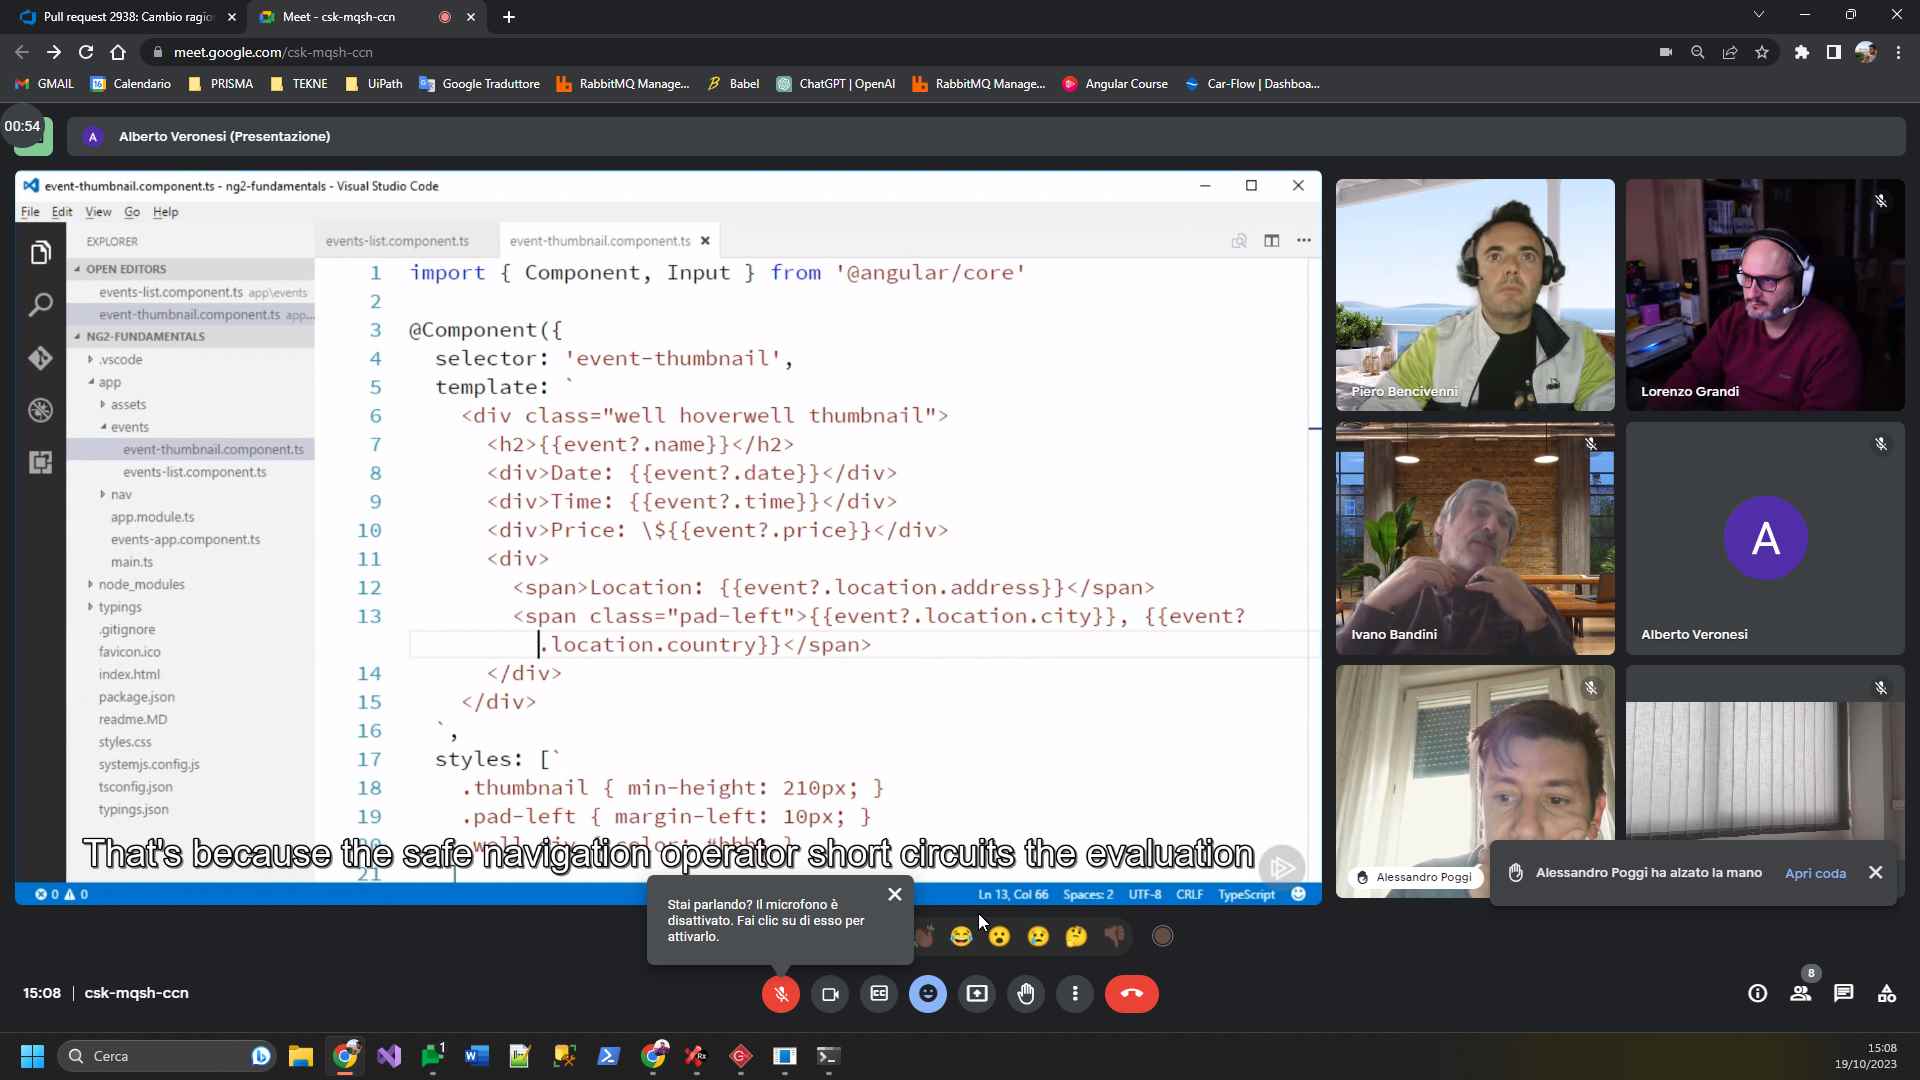 Pull request 2938: Cambio ragio
Meet - csk-mqsh-ccn
meet.google.com/csk-mqsh-ccn
GMAIL
Calendario
PRISMA
TEKNE
UiPath
Google Traduttore
RabbitMQ Manage...
Babel
ChatGPT | OpenAI
RabbitMQ Manage...
Angular Course
Car-Flow | Dashboa...
00:54
A
Alberto Veronesi (Presentazione)
event-thumbnail.component.ts - ng2-fundamentals - Visual Studio Code
File Edit View Go Help
EXPLORER
OPEN EDITORS
events-list.component.ts app\events
event-thumbnail.component.ts app...
NG2-FUNDAMENTALS
.vscode
app
assets
events
event-thumbnail.component.ts
events-list.component.ts
nav
app.module.ts
events-app.component.ts
main.ts
node_modules
typings
.gitignore
favicon.ico
index.html
package.json
readme.MD
styles.css
systemjs.config.js
tsconfig.json
typings.json
events-list.component.ts
event-thumbnail.component.ts
1 import { Component, Input } from '@angular/core'
2
3 @Component({
4 selector: 'event-thumbnail',
5 template: `
6 <div class="well hoverwell thumbnail">
7 <h2>{{event?.name}}</h2>
8 <div>Date: {{event?.date}}</div>
9 <div>Time: {{event?.time}}</div>
10 <div>Price: \${{event?.price}}</div>
11 <div>
12 <span>Location: {{event?.location.address}}</span>
13 <span class="pad-left">{{event?.location.city}}, {{event?
.location.country}}</span>
14 </div>
15 </div>
16 `,
17 styles: [`
18 .thumbnail { min-height: 210px; }
19 .pad-left { margin-left: 10px; }
21
That's because the safe navigation operator short circuits the evaluation
0 0
Ln 13, Col 66
Spaces: 2
UTF-8
CRLF
TypeScript
Piero Bencivenni
Lorenzo Grandi
Ivano Bandini
A
Alberto Veronesi
Alessandro Poggi
Alessandro Poggi ha alzato la mano
Apri coda
Stai parlando? Il microfono è
disattivato. Fai clic su di esso per
attivarlo.
15:08 | csk-mqsh-ccn
8
Cerca
1
15:08
19/10/2023